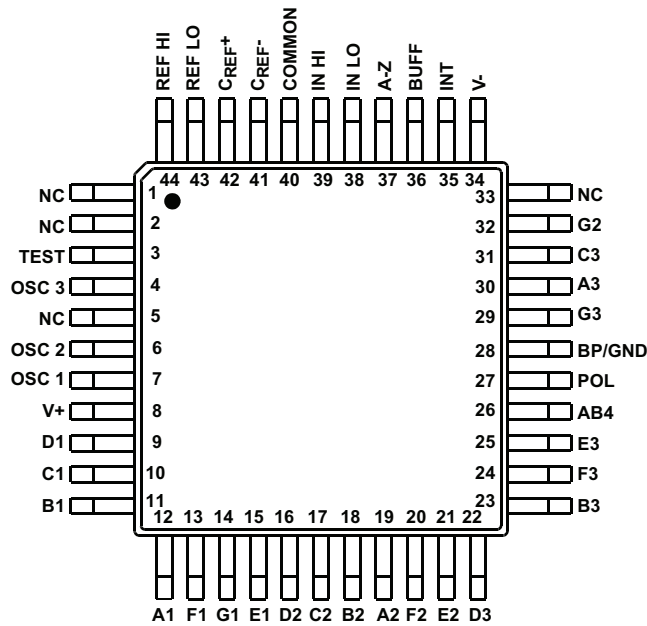 REF HI
REF LO
CREF+
CREF-
COMMON
IN HI
IN LO
A-Z
BUFF
INT
V-
44 43 42 41 40 39 38 37 36 35 34
NC 1
NC 2
TEST 3
OSC 3 4
NC 5
OSC 2 6
OSC 1 7
V+ 8
D1 9
C1 10
B1 11
33 NC
32 G2
31 C3
30 A3
29 G3
28 BP/GND
27 POL
26 AB4
25 E3
24 F3
23 B3
12 13 14 15 16 17 18 19 20 21 22
A1 F1 G1 E1 D2 C2 B2 A2 F2 E2 D3